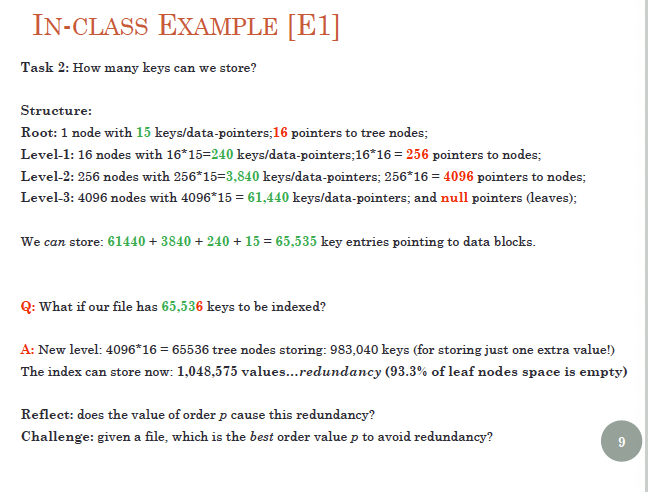 IN-CLASS EXAMPLE [E1]
Task 2: How many keys can we store?
Structure:
Root: 1 node with 15 keys/data-pointers;16 pointers to tree nodes;
Level-1: 16 nodes with 16*15=240 keys/data-pointers;16*16 = 256 pointers to nodes;
Level-2: 256 nodes with 256*15=3,840 keys/data-pointers; 256*16 = 4096 pointers to nodes;
Level-3: 4096 nodes with 4096*15 = 61,440 keys/data-pointers; and null pointers (leaves);
We can store: 61440 + 3840 + 240 + 15 = 65,535 key entries pointing to data blocks.
Q: What if our file has 65,536 keys to be indexed?
A: New level: 4096*16 = 65536 tree nodes storing: 983,040 keys (for storing just one extra value!)
The index can store now: 1,048,575 values...redundancy (93.3% of leaf nodes space is empty)
Reflect: does the value of order p cause this redundancy?
Challenge: given a file, which is the best order value p to avoid redundancy?
9